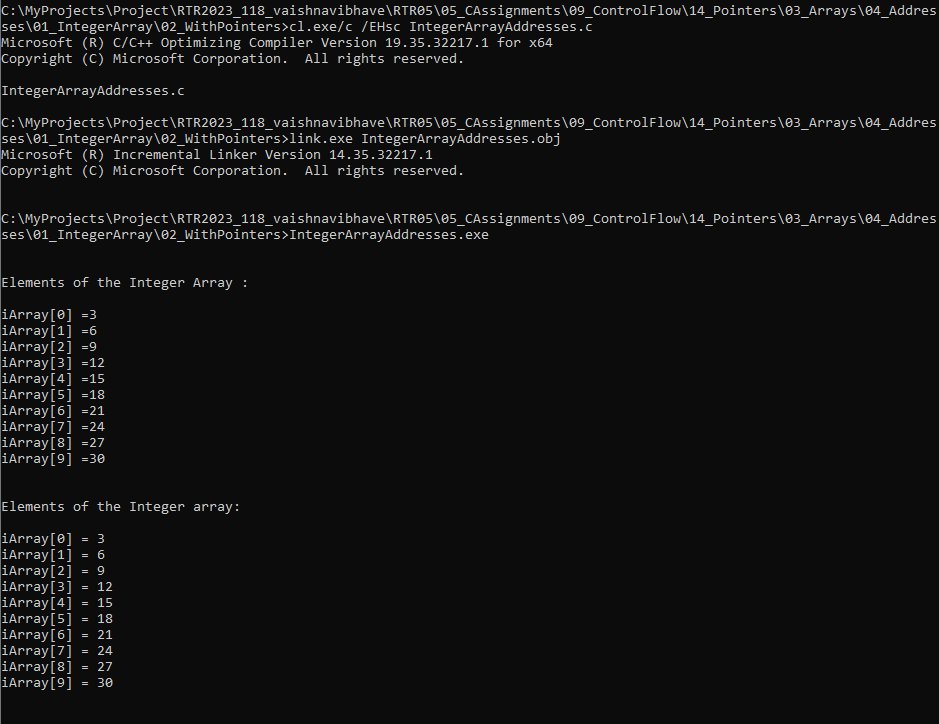 C:\MyProjects\Project\RTR2023_118_vaishnavibhave\RTR05\05_CAssignments\09_ControlFlow\14_Pointers\03_Arrays\04_Addres
ses\01_IntegerArray\02_WithPointers>cl.exe/c /EHsc IntegerArrayAddresses.c
Microsoft (R) C/C++ Optimizing Compiler Version 19.35.32217.1 for x64
Copyright (C) Microsoft Corporation.  All rights reserved.
IntegerArrayAddresses.c
C:\MyProjects\Project\RTR2023_118_vaishnavibhave\RTR05\05_CAssignments\09_ControlFlow\14_Pointers\03_Arrays\04_Addres
ses\01_IntegerArray\02_WithPointers>link.exe IntegerArrayAddresses.obj
Microsoft (R) Incremental Linker Version 14.35.32217.1
Copyright (C) Microsoft Corporation.  All rights reserved.
C:\MyProjects\Project\RTR2023_118_vaishnavibhave\RTR05\05_CAssignments\09_ControlFlow\14_Pointers\03_Arrays\04_Addres
ses\01_IntegerArray\02_WithPointers>IntegerArrayAddresses.exe
Elements of the Integer Array :
iArray[0] =3
iArray[1] =6
iArray[2] =9
iArray[3] =12
iArray[4] =15
iArray[5] =18
iArray[6] =21
iArray[7] =24
iArray[8] =27
iArray[9] =30
Elements of the Integer array:
iArray[0] = 3
iArray[1] = 6
iArray[2] = 9
iArray[3] = 12
iArray[4] = 15
iArray[5] = 18
iArray[6] = 21
iArray[7] = 24
iArray[8] = 27
iArray[9] = 30